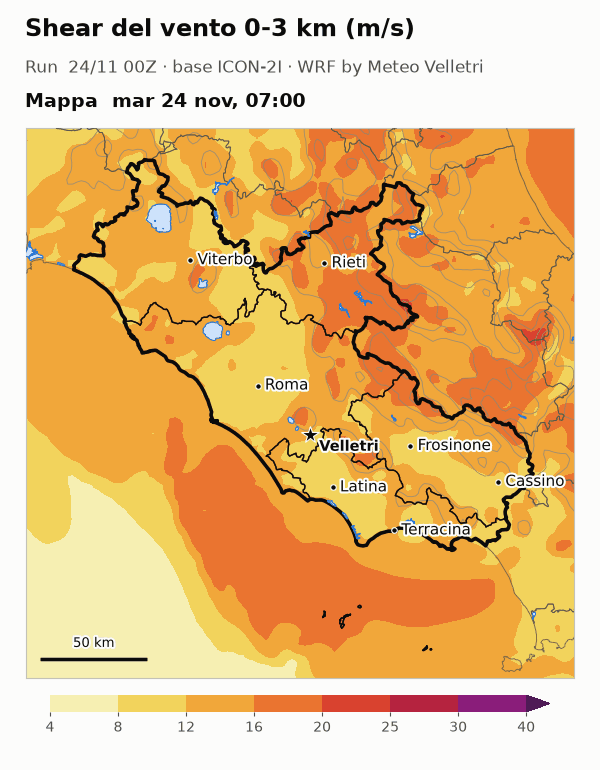 Shear del vento 0-3 km (m/s)
Run  24/11 00Z · base ICON-2I · WRF by Meteo Velletri
Mappa  mar 24 nov, 07:00
Viterbo
Rieti
Roma
Velletri
Frosinone
Cassino
Latina
Terracina
50 km
4 8 12 16 20 25 30 40